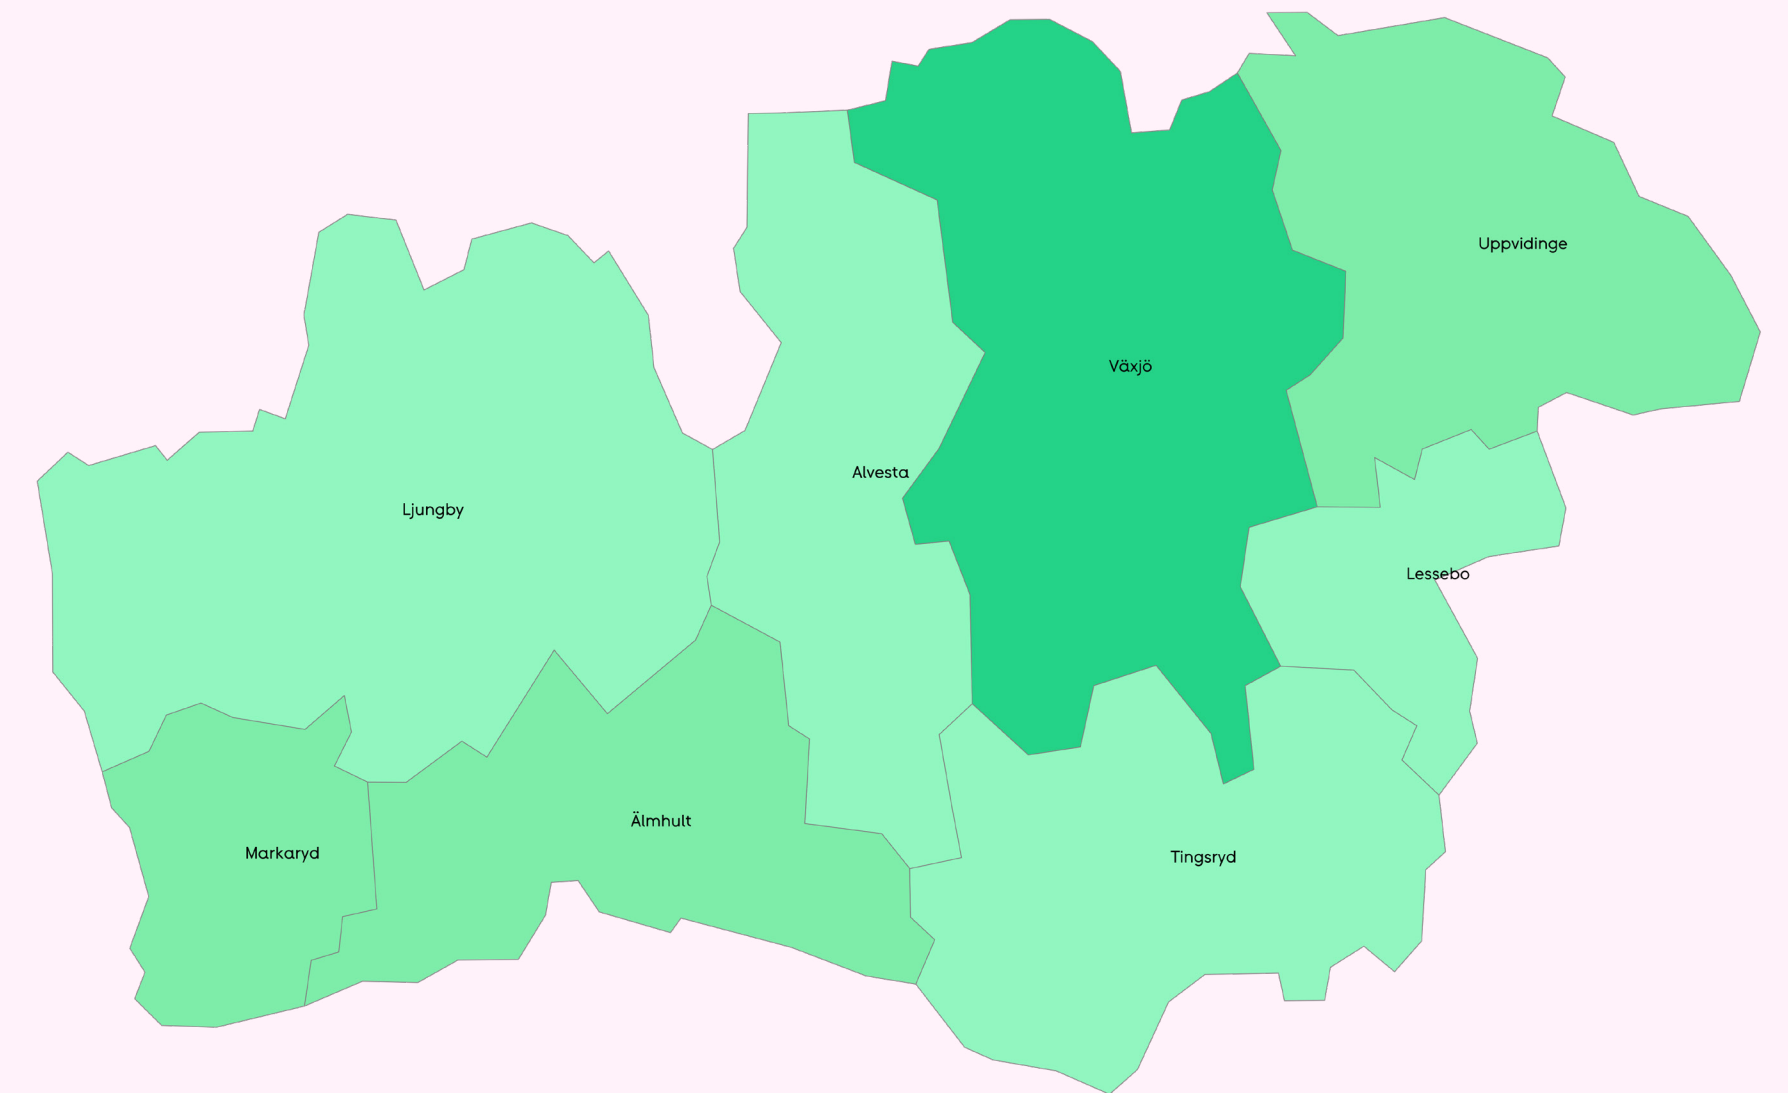 Uppvidinge
Växjö
Alvesta
Ljungby
Lessebo
Älmhult
Markaryd
Tingsryd